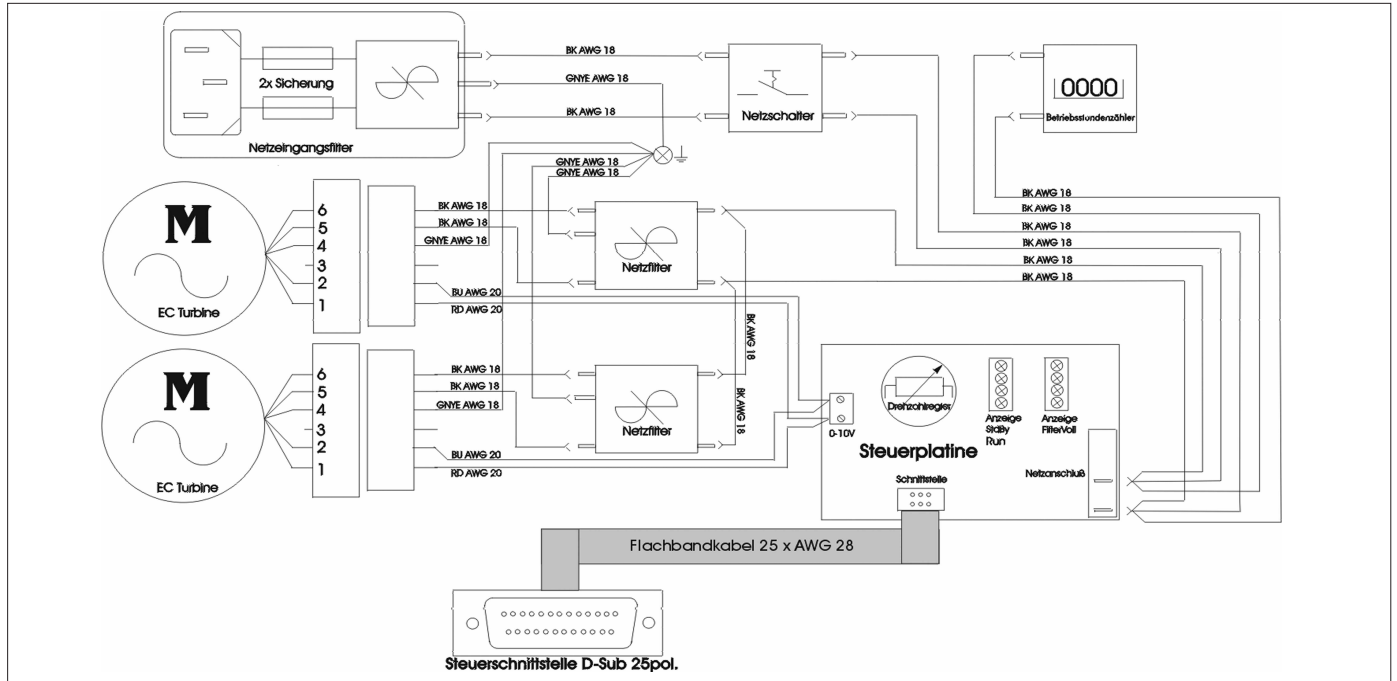 BK AWG 18
GNYE AWG 18
2x Sicherung
BK AWG 18
Netzschalter
0000
Betriebsstundenzähler
Netzeingangsfilter
GNYE AWG 18
GNYE AWG 18
M
EC Turbine
6
5
4
3
2
1
BK AWG 18
BK AWG 18
GNYE AWG 18
BU AWG 20
RD AWG 20
Netzfilter
BK AWG 18
BK AWG 18
BK AWG 18
BK AWG 18
BK AWG 18
BK AWG 18
BK AWG 18
BK AWG 18
M
EC Turbine
6
5
4
3
2
1
BK AWG 18
BK AWG 18
GNYE AWG 18
BU AWG 20
RD AWG 20
Netzfilter
0-10V
Drehzahlregler
Anzeige
StdBy
Run
Anzeige
FilterVoll
Steuerplatine
Netzanschluß
Schnittstelle
Flachbandkabel 25 x AWG 28
Steuerschnittstelle D-Sub 25pol.